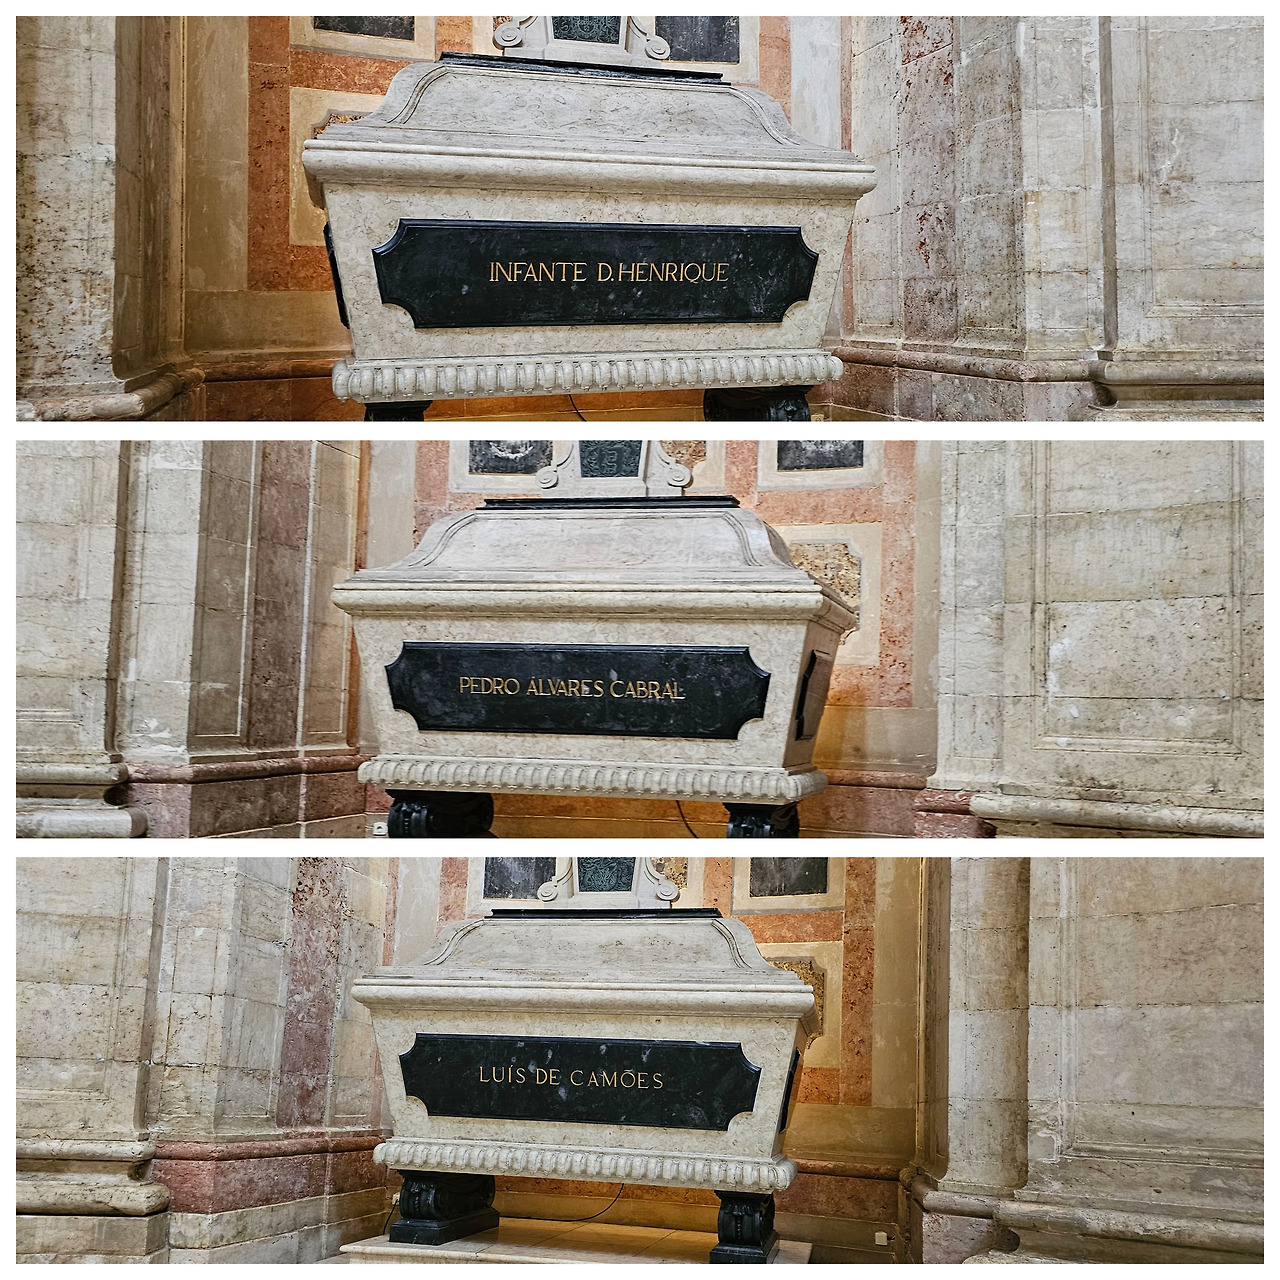 INFANTE D. HENRIQUE
PEDRO ÁLVARES CABRAL
LUÍS DE CAMÕES